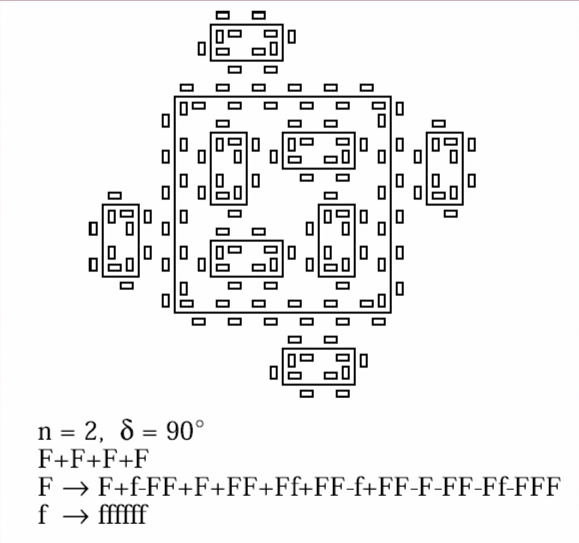 n = 2, δ = 90°
F+F+F+F
F → F+f-FF+F+FF+Ff+FF-f+FF-F-FF-Ff-FFF
f → ffffff